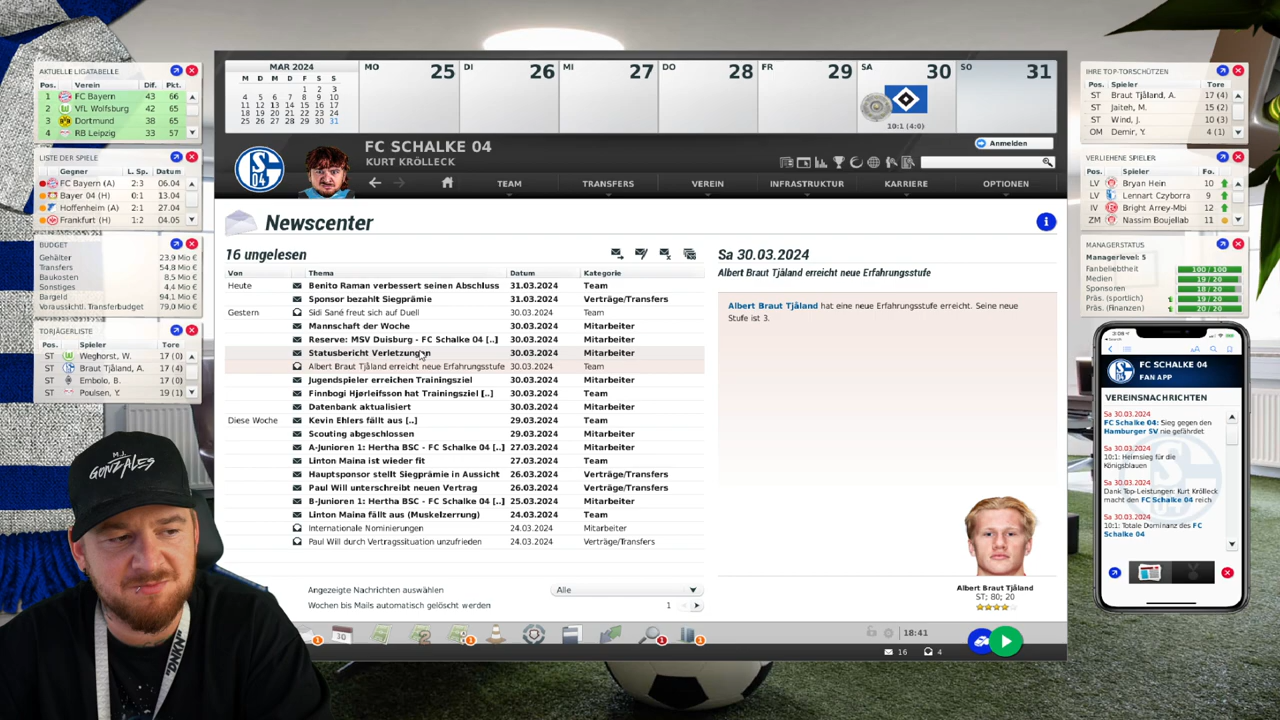 AKTUELLE LIGATABELLE
Pos. Verein Dif. Pkt.
1 FC Bayern 43 66
2 VfL Wolfsburg 42 65
3 Dortmund 38 65
4 RB Leipzig 33 57
LISTE DER SPIELE
Gegner L. Sp. Datum
FC Bayern (A) 2:3 06.04
Bayer 04 (H) 0:1 13.04
Hoffenheim (A) 2:1 27.04
Frankfurt (H) 1:2 04.05
BUDGET
Gehälter 23,9 Mio €
Transfers 54,8 Mio €
Baukosten 8,5 Mio €
Sonstiges 4,4 Mio €
Bargeld 94,1 Mio €
Voraussichtl. Transferbudget 79,0 Mio €
TORJÄGERLISTE
Pos. Spieler Tore
ST Weghorst, W. 17 (0)
ST Braut Tjåland, A. 17 (4)
ST Embolo, B. 17 (0)
ST Poulsen, Y. 19 (1)
M.J.
GONZALES
"DNKN"
MAR 2024
M D M D F S S
1 2 3
4 5 6 7 8 9 10
11 12 13 14 15 16 17
18 19 20 21 22 23 24
25 26 27 28 29 30 31
MO 25 DI 26 MI 27 DO 28 FR 29 SA 30 SO 31
10:1 (4:0)
FC SCHALKE 04
KURT KRÖLLECK
Anmelden
TEAM TRANSFERS VEREIN INFRASTRUKTUR KARRIERE OPTIONEN
Newscenter
16 ungelesen
Von Thema Datum Kategorie
Heute Benito Raman verbessert seinen Abschluss 31.03.2024 Team
Sponsor bezahlt Siegprämie 31.03.2024 Verträge/Transfers
Gestern Sidi Sané freut sich auf Duell 30.03.2024 Team
Mannschaft der Woche 30.03.2024 Mitarbeiter
Reserve: MSV Duisburg - FC Schalke 04 [..] 30.03.2024 Mitarbeiter
Statusbericht Verletzungen 30.03.2024 Mitarbeiter
Albert Braut Tjåland erreicht neue Erfahrungsstufe 30.03.2024 Team
Jugendspieler erreichen Trainingsziel 30.03.2024 Mitarbeiter
Finnbogi Hjørleifsson hat Trainingsziel [..] 30.03.2024 Team
Datenbank aktualisiert 30.03.2024 Mitarbeiter
Diese Woche Kevin Ehlers fällt aus [..] 29.03.2024 Team
Scouting abgeschlossen 29.03.2024 Mitarbeiter
A-Junioren 1: Hertha BSC - FC Schalke 04 [..] 27.03.2024 Mitarbeiter
Linton Maina ist wieder fit 27.03.2024 Team
Hauptsponsor stellt Siegprämie in Aussicht 26.03.2024 Verträge/Transfers
Paul Will unterschreibt neuen Vertrag 26.03.2024 Verträge/Transfers
B-Junioren 1: Hertha BSC - FC Schalke 04 [..] 25.03.2024 Mitarbeiter
Linton Maina fällt aus (Muskelzerrung) 24.03.2024 Team
Internationale Nominierungen 24.03.2024 Mitarbeiter
Paul Will durch Vertragssituation unzufrieden 24.03.2024 Verträge/Transfers
Angezeigte Nachrichten auswählen Alle
Wochen bis Mails automatisch gelöscht werden 1
Sa 30.03.2024
Albert Braut Tjåland erreicht neue Erfahrungsstufe
Albert Braut Tjåland hat eine neue Erfahrungsstufe erreicht. Seine neue
Stufe ist 3.
Albert Braut Tjåland
ST; 80; 20
18:41
16 4
IHRE TOP-TORSCHÜTZEN
Pos. Spieler Tore
ST Braut Tjåland, A. 17 (4)
ST Jaiteh, M. 15 (2)
ST Wind, J. 10 (3)
OM Demir, Y. 4 (1)
VERLIEHENE SPIELER
Pos. Spieler Fo.
LV Bryan Hein 10
LV Lennart Czyborra 9
IV Bright Arrey-Mbi 12
ZM Nassim Boujellab 11
MANAGERSTATUS
Managerlevel: 5
Fanbeliebtheit 100 / 100
Medien 19 / 20
Sponsoren 18 / 20
Präs. (sportlich) 19 / 20
Präs. (Finanzen) 20 / 20
3:08
Search
FC SCHALKE 04
FAN APP
VEREINSNACHRICHTEN
Sa 30.03.2024
FC Schalke 04: Sieg gegen den
Hamburger SV nie gefährdet
Sa 30.03.2024
10:1: Heimsieg für die
Königsblauen
Sa 30.03.2024
Dank Top-Leistungen: Kurt Krölleck
macht den FC Schalke 04 reich
Sa 30.03.2024
10:1: Totale Dominanz des FC
Schalke 04